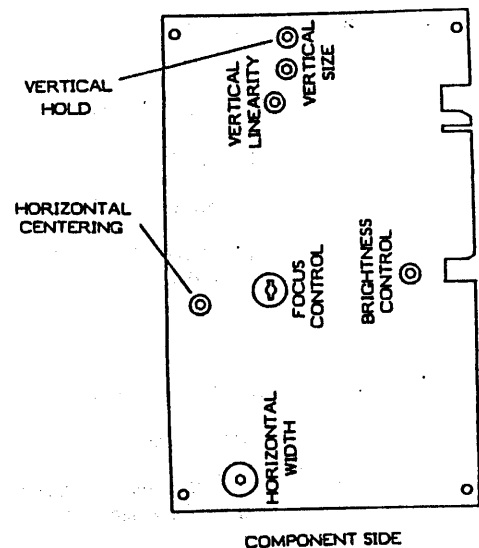 VERTICAL
HOLD
VERTICAL
LINEARITY
VERTICAL
SIZE
HORIZONTAL
CENTERING
FOCUS
CONTROL
BRIGHTNESS
CONTROL
HORIZONTAL
WIDTH
COMPONENT SIDE